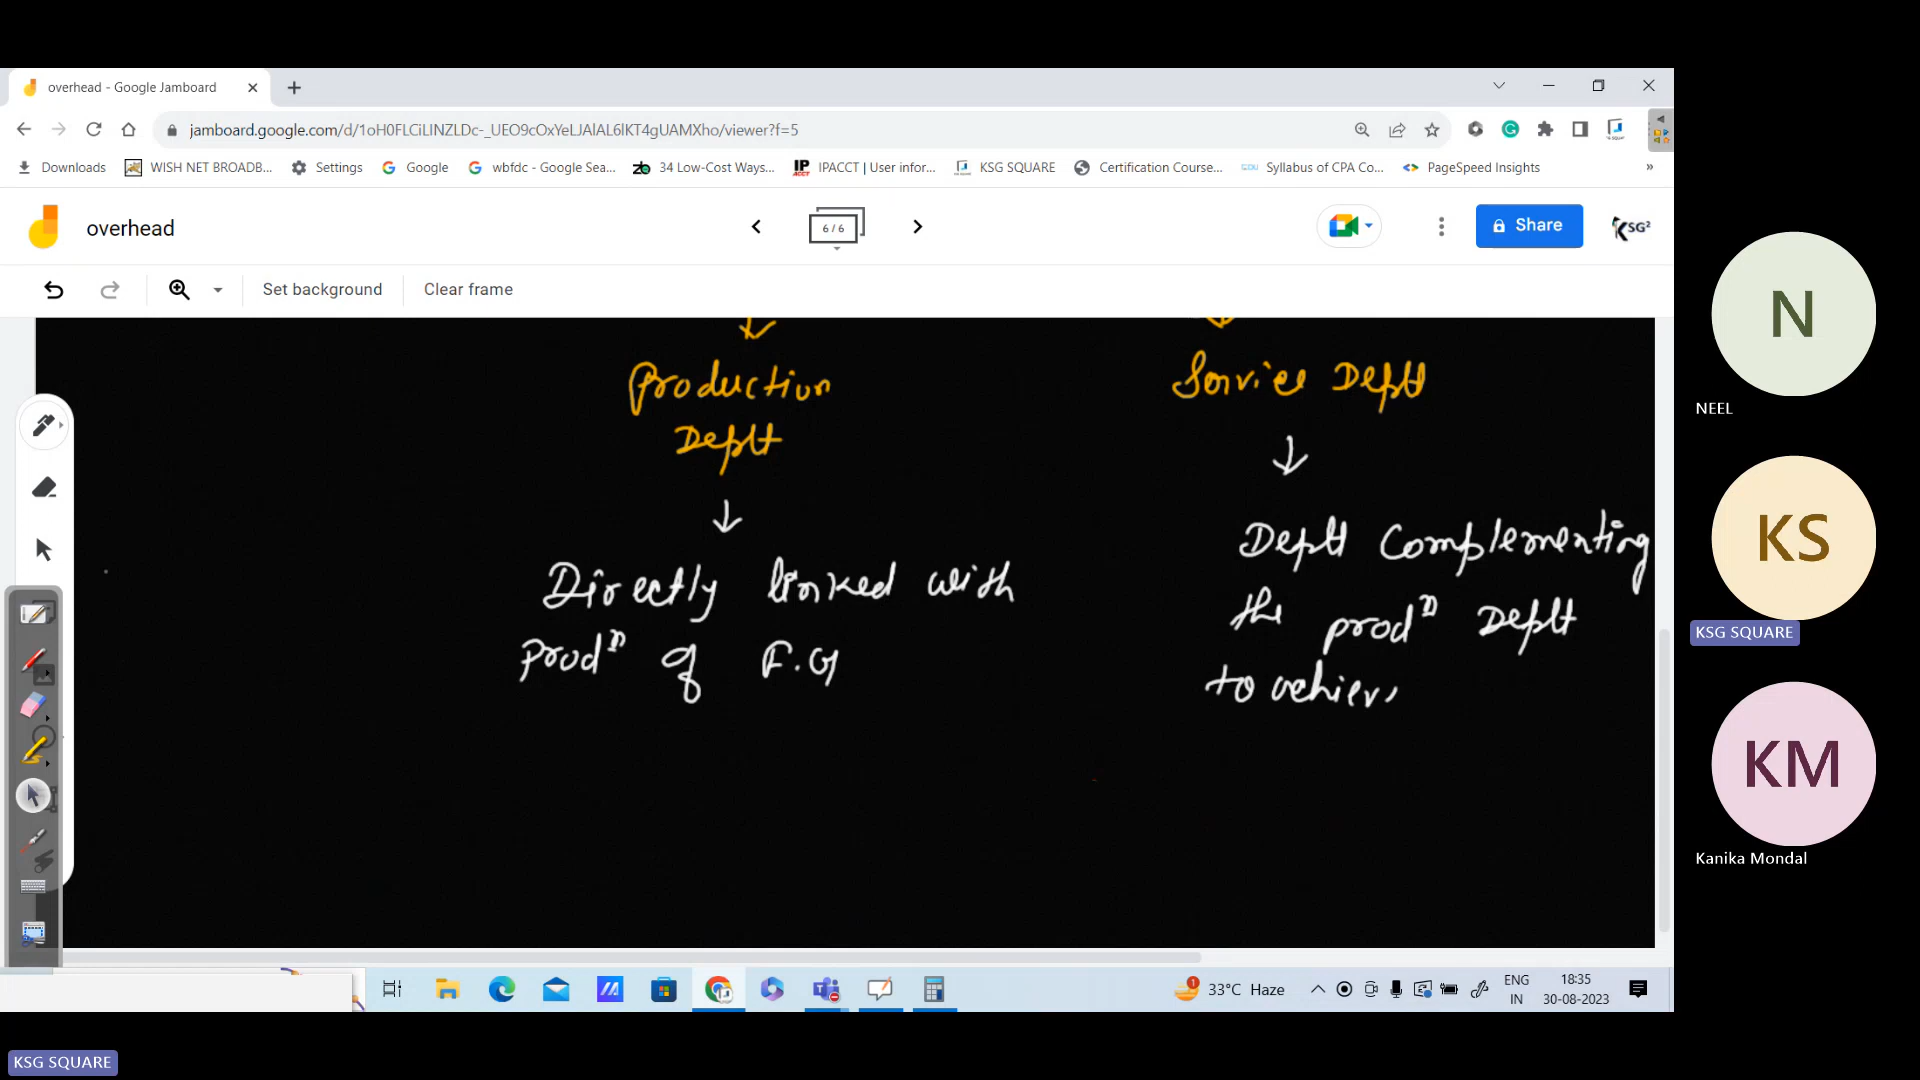 overhead - Google Jamboard
jamboard.google.com/d/1oH0FLCiLINZLDc-_UEO9cOxYeLJAlAL6lKT4gUAMXho/viewer?f=5
Downloads WISH NET BROADB... Settings Google wbfdc - Google Sea... 34 Low-Cost Ways... IPACCT | User infor... KSG SQUARE Certification Course... Syllabus of CPA Co... PageSpeed Insights »
overhead 6 / 6 Share KSG²
Set background Clear frame
Production
Deptt
Directly linked with
Prodⁿ of F.G
Service Deptt
Deptt Complementing
the prodⁿ Deptt
to achiev
N
NEEL
KS
KSG SQUARE
KM
Kanika Mondal
1 33°C Haze ENG IN 18:35 30-08-2023
KSG SQUARE